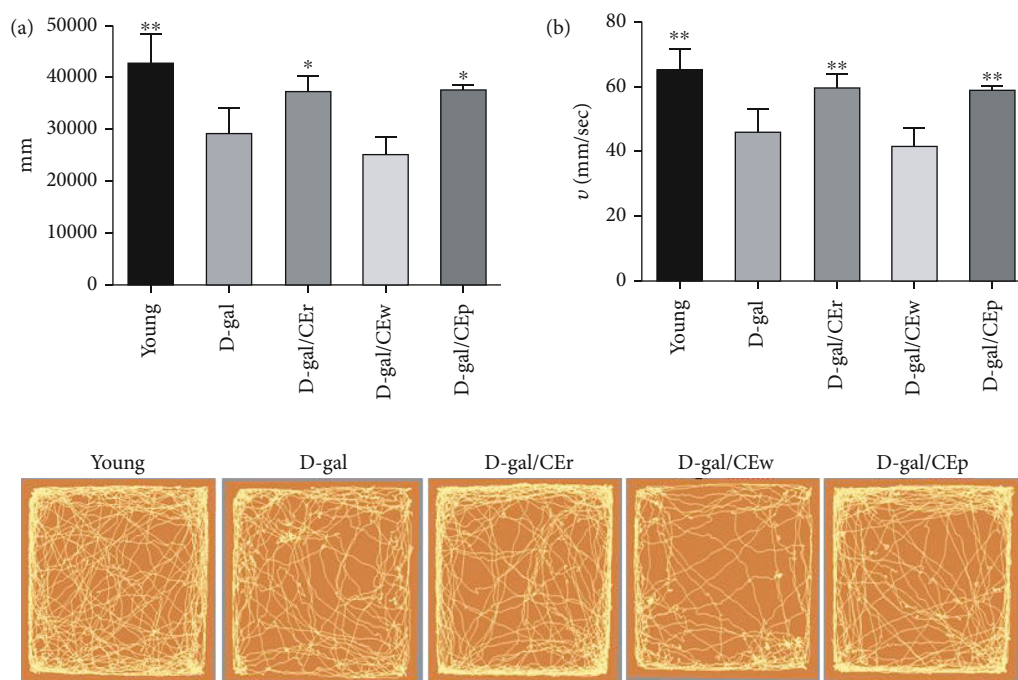 (a)
50000
40000
30000
20000
10000
0
mm
**
*
*
Young
D-gal
D-gal/CEr
D-gal/CEw
D-gal/CEp
(b)
80
60
40
20
0
υ (mm/sec)
**
**
**
Young
D-gal
D-gal/CEr
D-gal/CEw
D-gal/CEp
Young D-gal D-gal/CEr D-gal/CEw D-gal/CEp